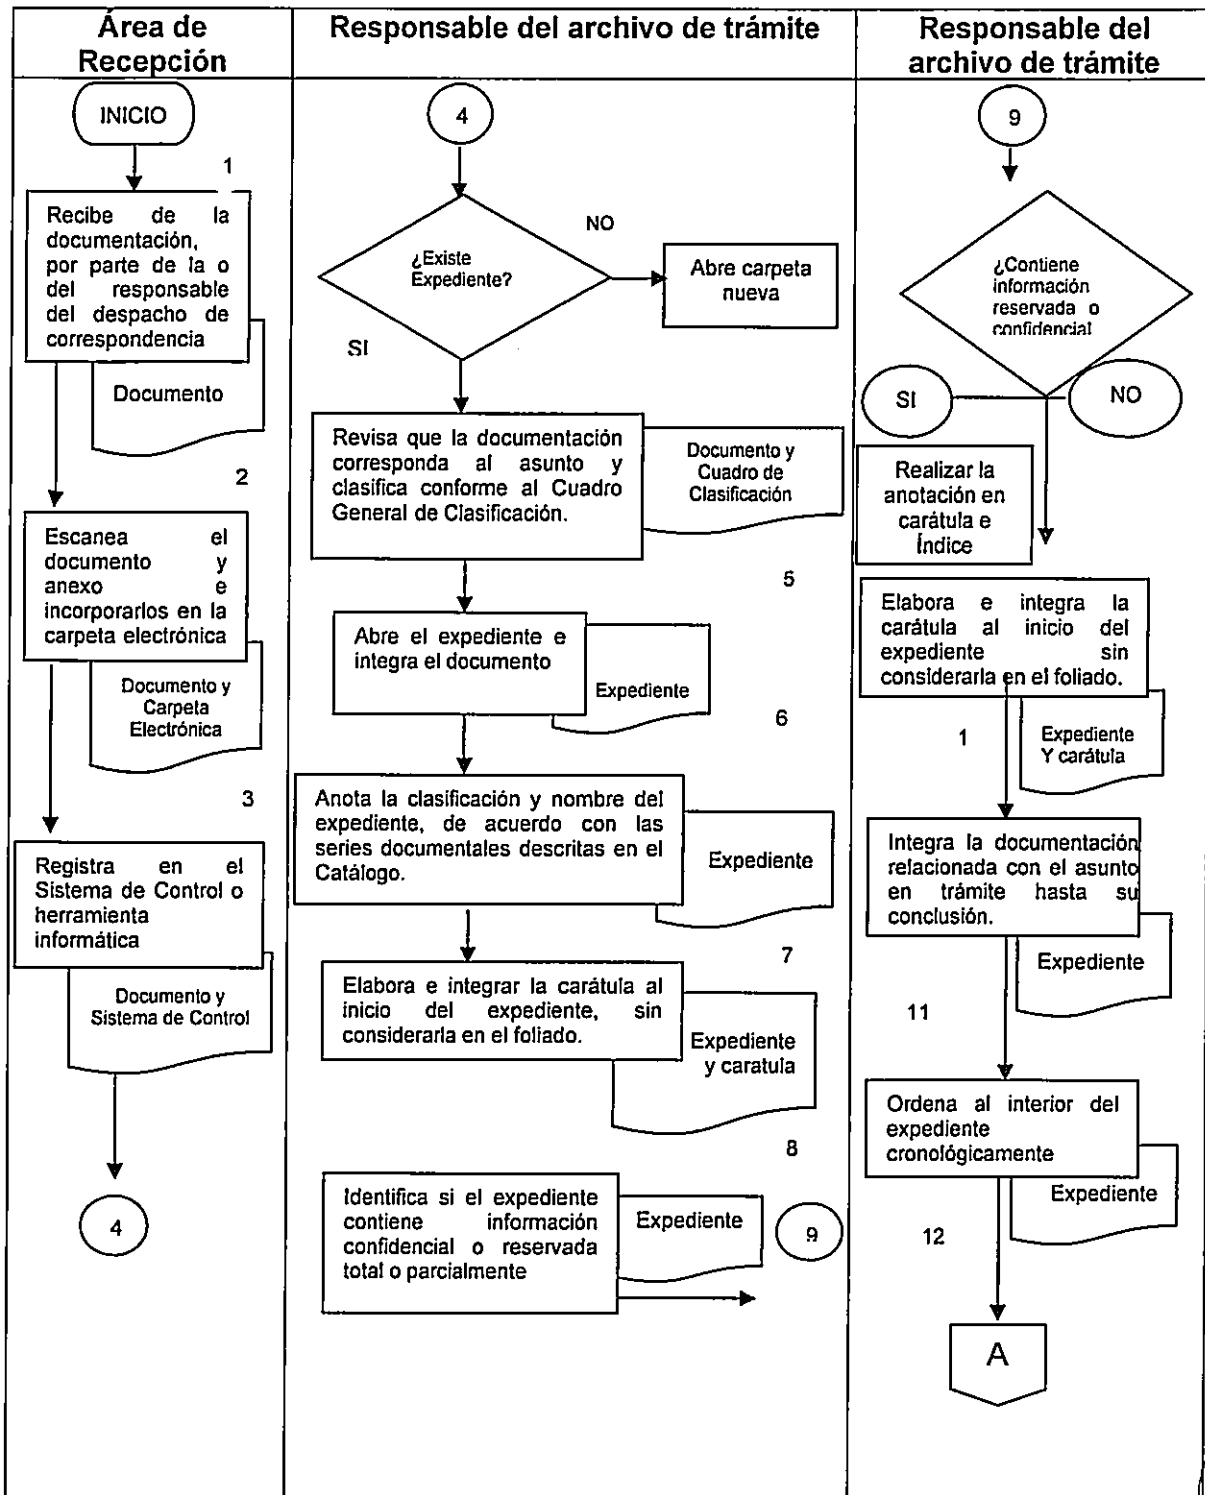 Área de
Recepción
INICIO
1
Recibe de la
documentación,
por parte de la o
del responsable
del despacho de
correspondencia
Documento
2
Escanea el
documento y
anexo e
incorporarlos en la
carpeta electrónica
Documento y
Carpeta
Electrónica
3
Registra en el
Sistema de Control o
herramienta
informática
Documento y
Sistema de Control
4
Responsable del archivo de trámite
4
¿Existe
Expediente?
NO
Abre carpeta
nueva
SI
Revisa que la documentación
corresponda al asunto y
clasifica conforme al Cuadro
General de Clasificación.
Documento y
Cuadro de
Clasificación
5
Abre el expediente e
integra el documento
Expediente
6
Anota la clasificación y nombre del
expediente, de acuerdo con las
series documentales descritas en el
Catálogo.
Expediente
7
Elabora e integrar la carátula al
inicio del expediente, sin
considerarla en el foliado.
Expediente
y caratula
8
Identifica si el expediente
contiene información
confidencial o reservada
total o parcialmente
Expediente
9
Responsable del
archivo de trámite
9
¿Contiene
información
reservada o
confidencial
SI
NO
Realizar la
anotación en
carátula e
Índice
Elabora e integra la
carátula al inicio del
expediente sin
considerarla en el foliado.
1
Expediente
Y carátula
Integra la documentación
relacionada con el asunto
en trámite hasta su
conclusión.
Expediente
11
Ordena al interior del
expediente
cronológicamente
Expediente
12
A